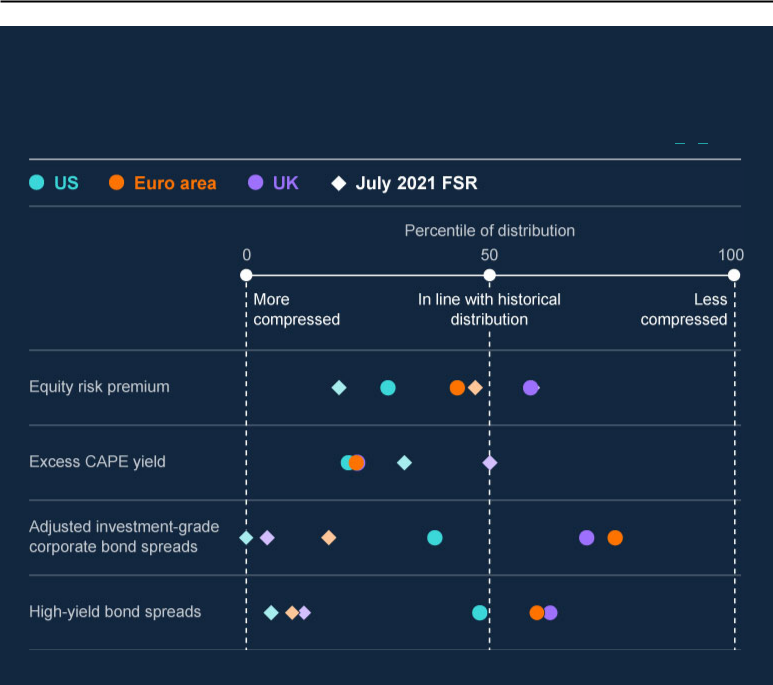 US Euro area UK July 2021 FSR
Percentile of distribution
0 50 100
More In line with historical Less
compressed distribution compressed
Equity risk premium
Excess CAPE yield
Adjusted investment-grade
corporate bond spreads
High-yield bond spreads